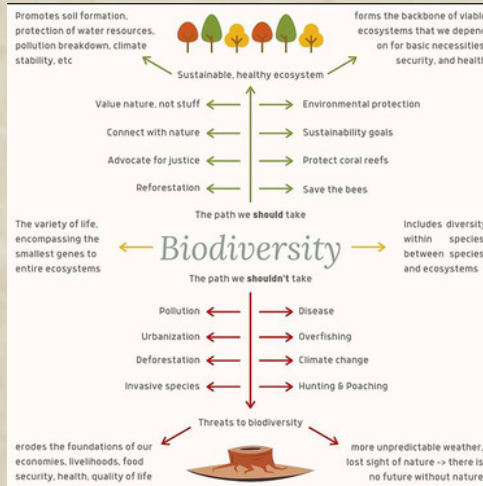 Promotes soil formation,
protection of water resources,
pollution breakdown, climate
stability, etc
forms the backbone of viable
ecosystems that we depend
on for basic necessities
security, and health
Sustainable, healthy ecosystem
Value nature, not stuff
Environmental protection
Connect with nature
Sustainability goals
Advocate for justice
Protect coral reefs
Reforestation
Save the bees
The path we should take
The variety of life,
encompassing the
smallest genes to
entire ecosystems
Biodiversity
Includes diversity
within species
between species
and ecosystems
The path we shouldn't take
Pollution
Disease
Urbanization
Overfishing
Deforestation
Climate change
Invasive species
Hunting & Poaching
Threats to biodiversity
erodes the foundations of our
economies, livelihoods, food
security, health, quality of life
more unpredictable weather,
lost sight of nature -> there is
no future without nature